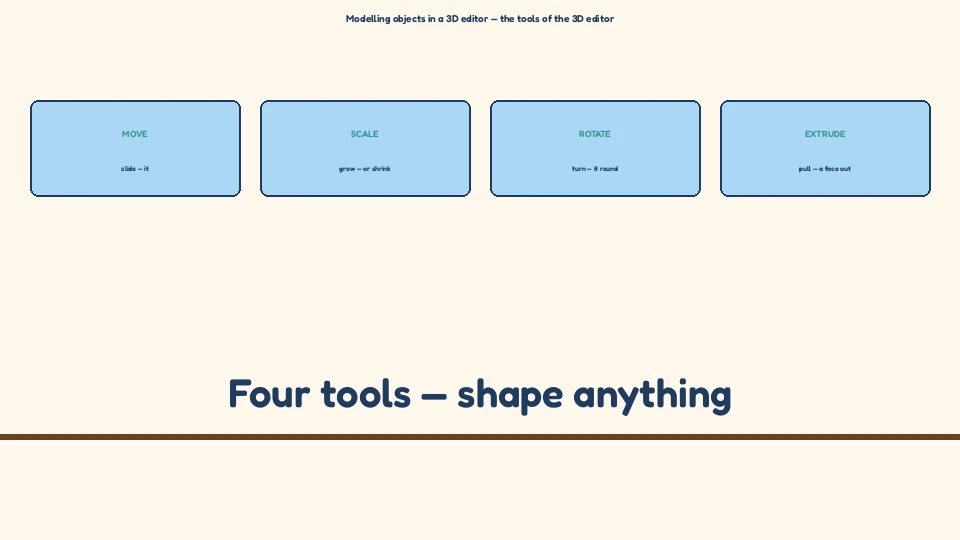 Modelling objects in a 3D editor — the tools of the 3D editor
MOVE
slide — it
SCALE
grow — or shrink
ROTATE
turn — it round
EXTRUDE
pull — a face out
Four tools — shape anything